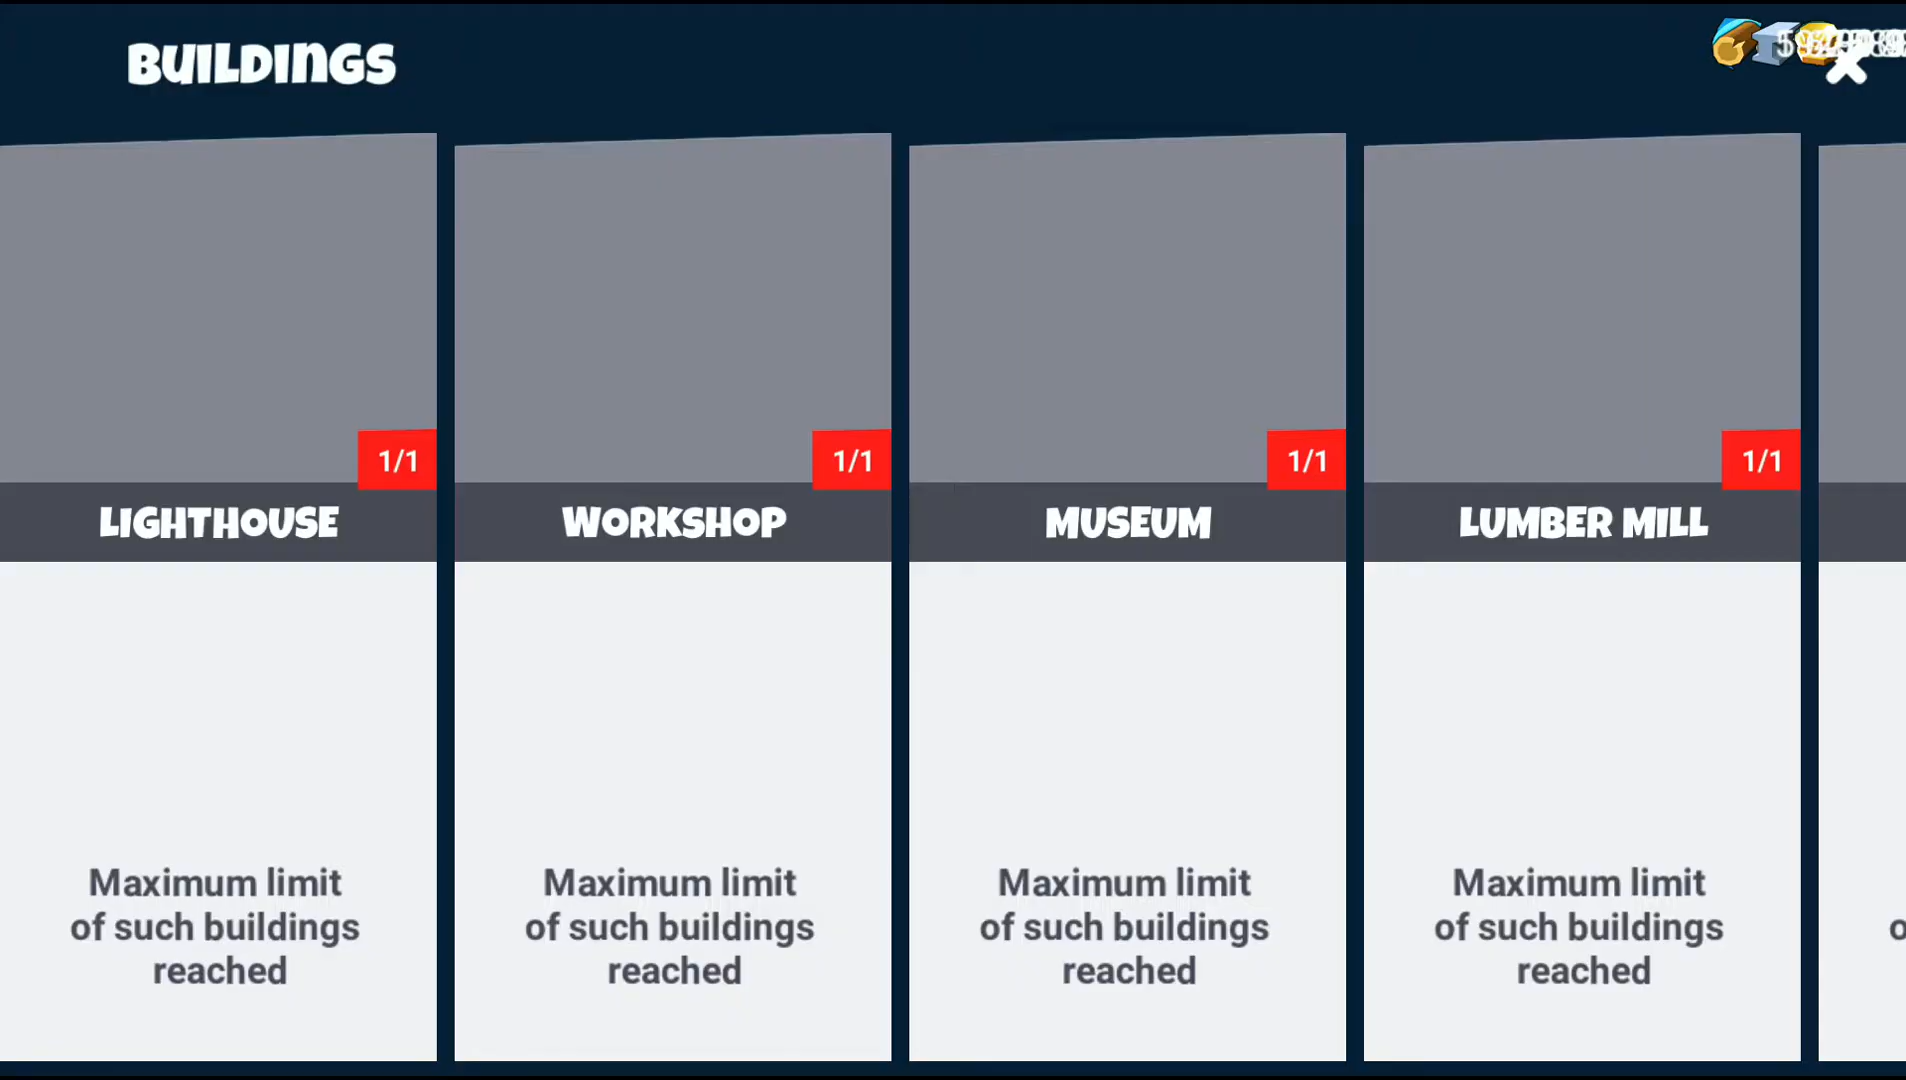 BUILDINGS
1/1
1/1
1/1
1/1
LIGHTHOUSE
WORKSHOP
MUSEUM
LUMBER MILL
Maximum limit
of such buildings
reached
Maximum limit
of such buildings
reached
Maximum limit
of such buildings
reached
Maximum limit
of such buildings
reached